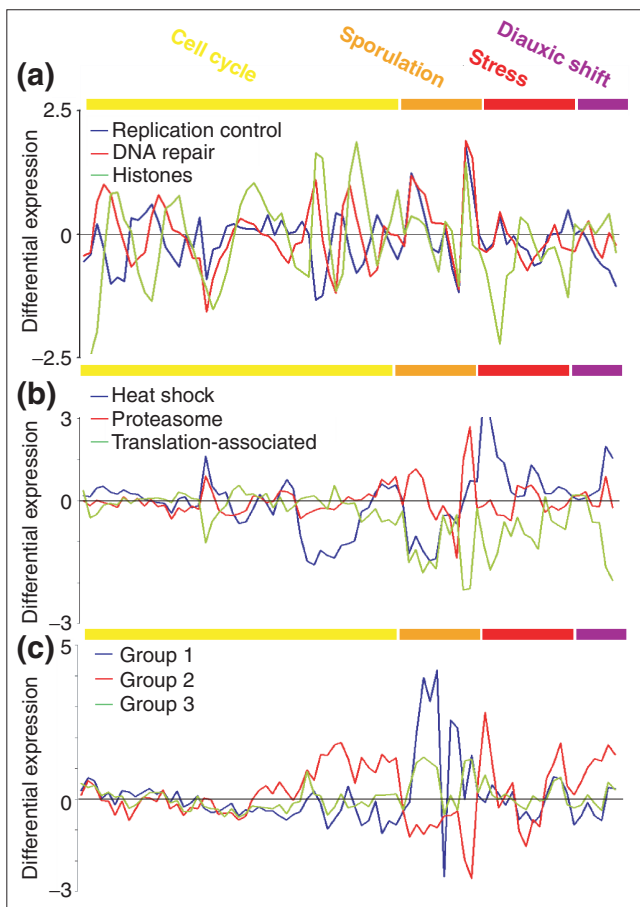 Cell cycle
Sporulation
Stress
Diauxic shift
(a)
2.5
Replication control
DNA repair
Histones
0
−2.5
Differential expression
(b)
3
Heat shock
Proteasome
Translation-associated
0
−3
Differential expression
(c)
5
Group 1
Group 2
Group 3
0
−3
Differential expression